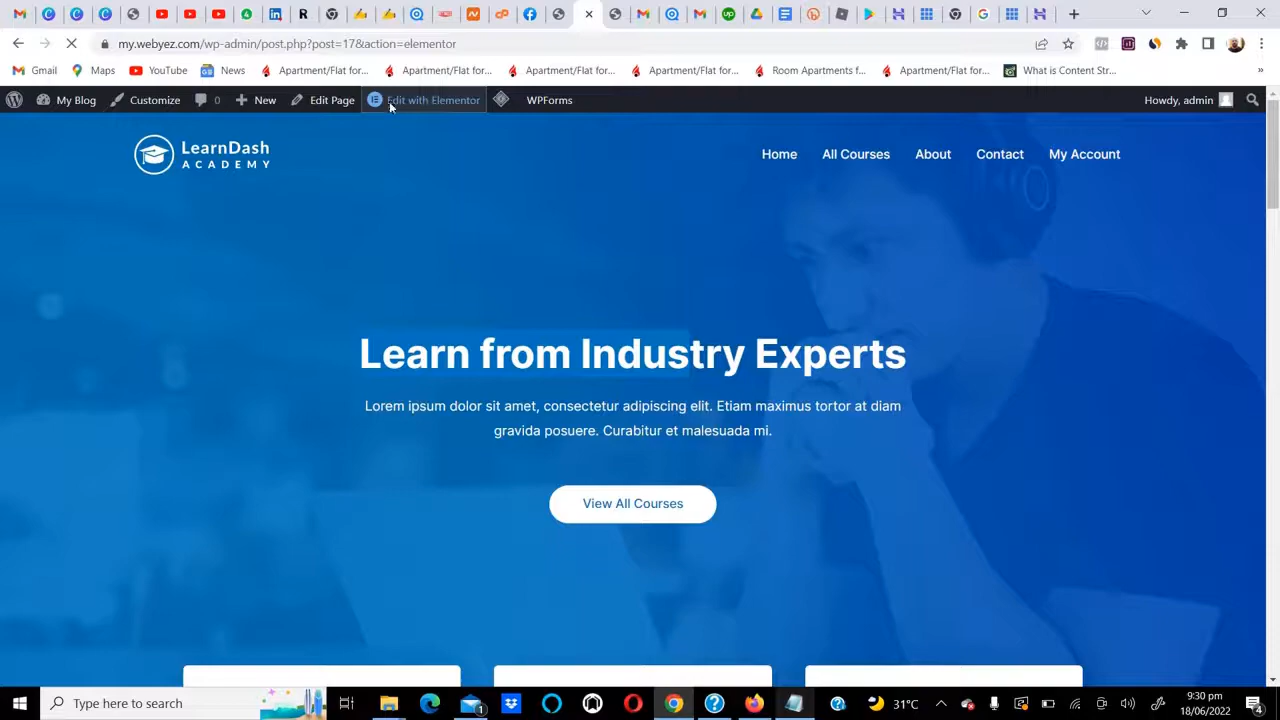 my.webyez.com/wp-admin/post.php?post=17&action=elementor
Gmail
Maps
YouTube
News
Apartment/Flat for...
Apartment/Flat for...
Apartment/Flat for...
Apartment/Flat for...
Room Apartments f...
Apartment/Flat for...
What is Content Str...
My Blog
Customize
0
New
Edit Page
Edit with Elementor
WPForms
Howdy, admin
LearnDash
ACADEMY
Home
All Courses
About
Contact
My Account
Learn from Industry Experts
Lorem ipsum dolor sit amet, consectetur adipiscing elit. Etiam maximus tortor at diam
gravida posuere. Curabitur et malesuada mi.
View All Courses
Type here to search
31°C
9:30 pm
18/06/2022